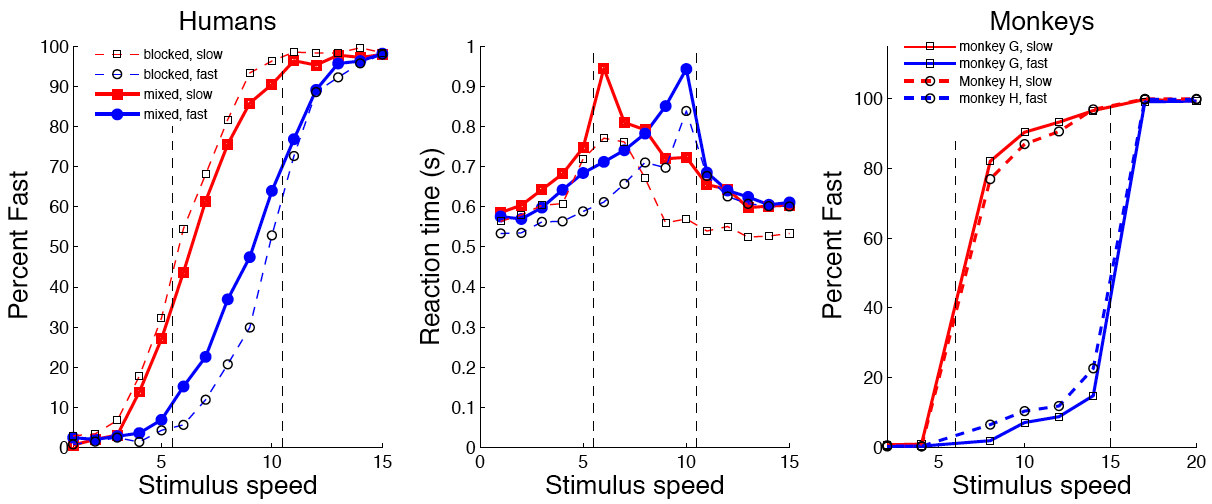 Humans
100
90
80
70
60
50
40
30
20
10
0
5
10
15
Percent Fast
Stimulus speed
blocked, slow
blocked, fast
mixed, slow
mixed, fast
1
0.9
0.8
0.7
0.6
0.5
0.4
0.3
0.2
0.1
0
0
5
10
15
Reaction time (s)
Stimulus speed
Monkeys
monkey G, slow
monkey G, fast
Monkey H, slow
monkey H, fast
100
80
60
40
20
0
5
10
15
20
Percent Fast
Stimulus speed